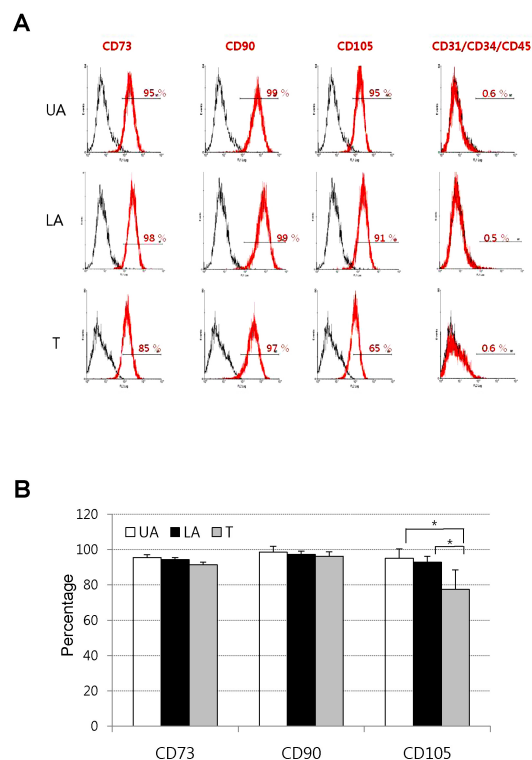 A
CD73 CD90 CD105 CD31/CD34/CD45
UA 95 % 99 % 95 % 0.6 %
LA 98 % 99 % 91 % 0.5 %
T 85 % 97 % 65 % 0.6 %
B
120
100
80
60
40
20
0
Percentage
UA LA T
* 
*
CD73 CD90 CD105